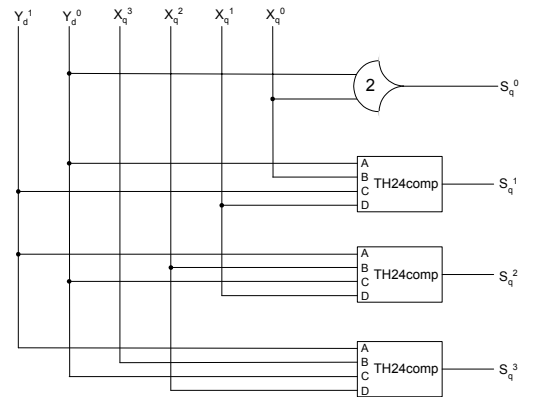 Y_d^1 Y_d^0 X_q^3 X_q^2 X_q^1 X_q^0
2
S_q^0
A
B
C
D
TH24comp
S_q^1
A
B
C
D
TH24comp
S_q^2
A
B
C
D
TH24comp
S_q^3